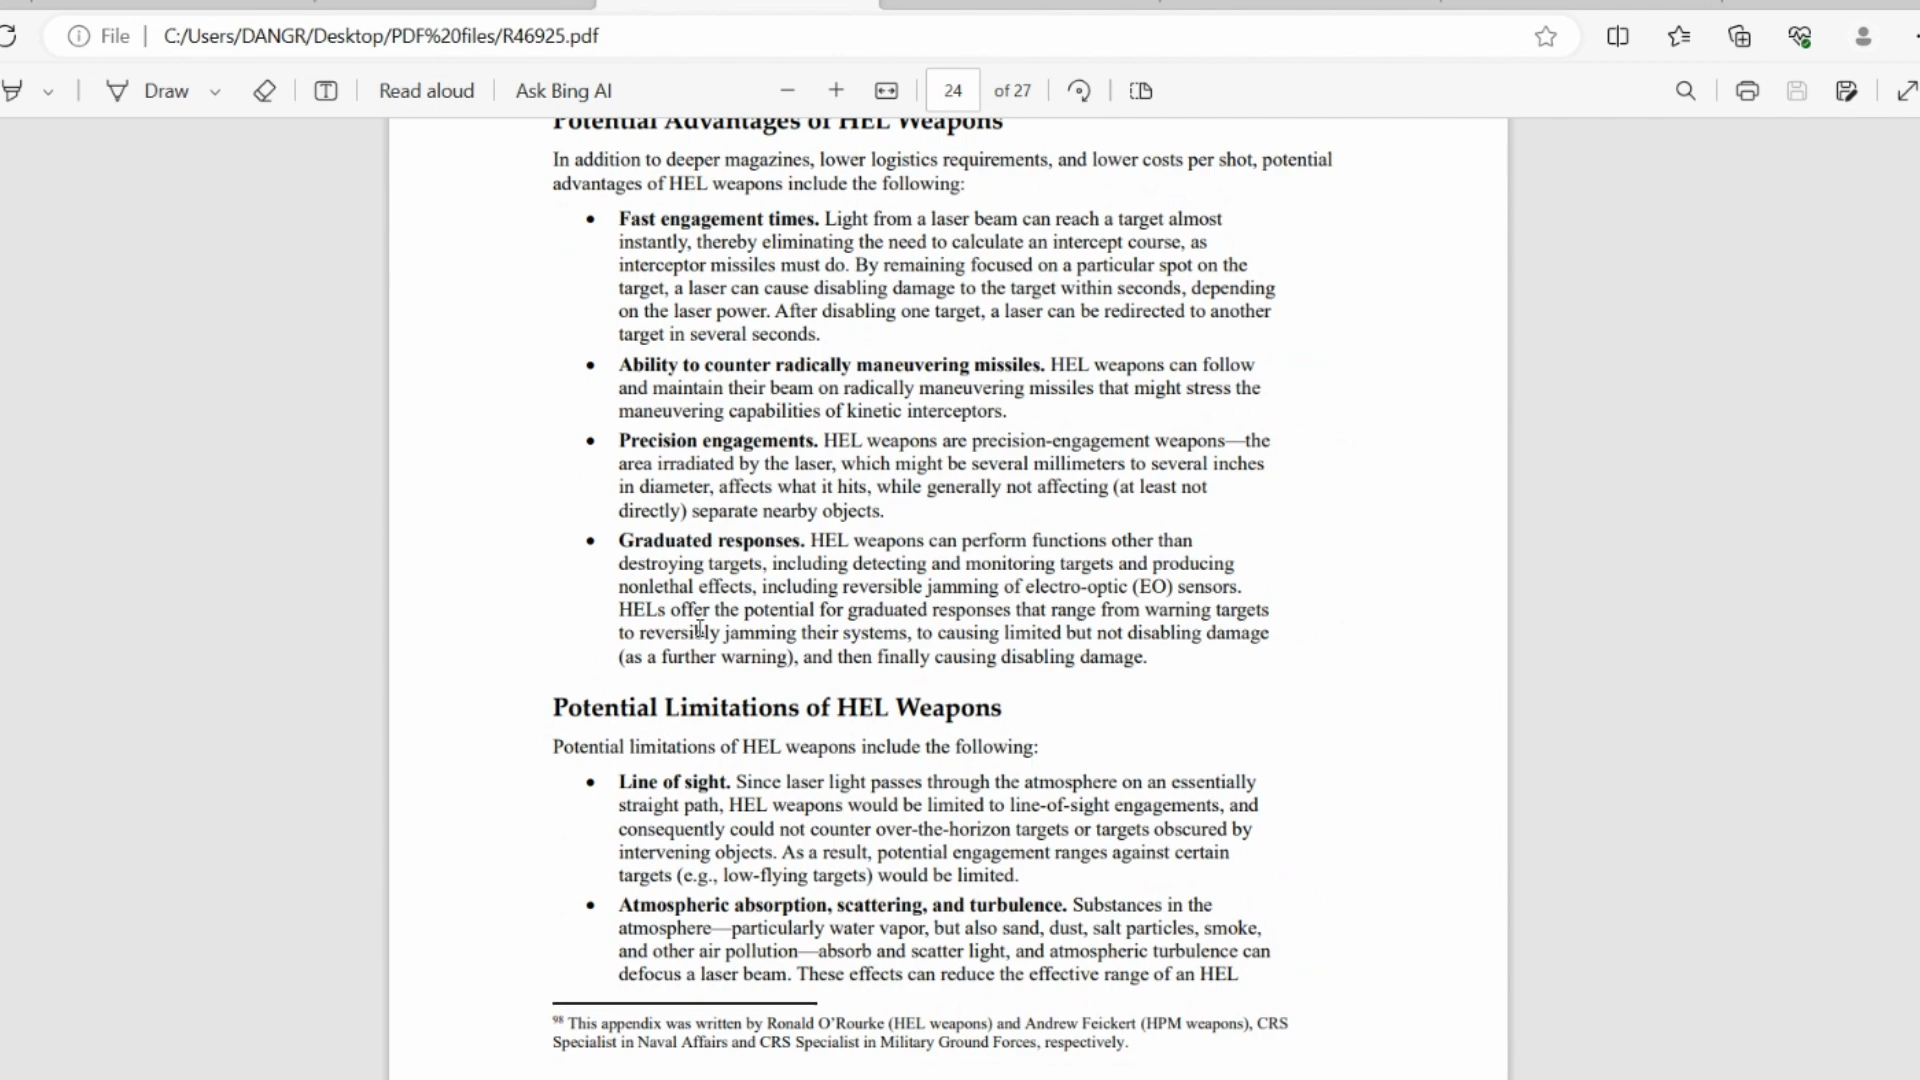 File | C:/Users/DANGR/Desktop/PDF%20files/R46925.pdf
Draw Read aloud Ask Bing AI 24 of 27
Potential Advantages of HEL Weapons
In addition to deeper magazines, lower logistics requirements, and lower costs per shot, potential
advantages of HEL weapons include the following:
• Fast engagement times. Light from a laser beam can reach a target almost
instantly, thereby eliminating the need to calculate an intercept course, as
interceptor missiles must do. By remaining focused on a particular spot on the
target, a laser can cause disabling damage to the target within seconds, depending
on the laser power. After disabling one target, a laser can be redirected to another
target in several seconds.
• Ability to counter radically maneuvering missiles. HEL weapons can follow
and maintain their beam on radically maneuvering missiles that might stress the
maneuvering capabilities of kinetic interceptors.
• Precision engagements. HEL weapons are precision-engagement weapons—the
area irradiated by the laser, which might be several millimeters to several inches
in diameter, affects what it hits, while generally not affecting (at least not
directly) separate nearby objects.
• Graduated responses. HEL weapons can perform functions other than
destroying targets, including detecting and monitoring targets and producing
nonlethal effects, including reversible jamming of electro-optic (EO) sensors.
HELs offer the potential for graduated responses that range from warning targets
to reversibly jamming their systems, to causing limited but not disabling damage
(as a further warning), and then finally causing disabling damage.
Potential Limitations of HEL Weapons
Potential limitations of HEL weapons include the following:
• Line of sight. Since laser light passes through the atmosphere on an essentially
straight path, HEL weapons would be limited to line-of-sight engagements, and
consequently could not counter over-the-horizon targets or targets obscured by
intervening objects. As a result, potential engagement ranges against certain
targets (e.g., low-flying targets) would be limited.
• Atmospheric absorption, scattering, and turbulence. Substances in the
atmosphere—particularly water vapor, but also sand, dust, salt particles, smoke,
and other air pollution—absorb and scatter light, and atmospheric turbulence can
defocus a laser beam. These effects can reduce the effective range of an HEL
98 This appendix was written by Ronald O’Rourke (HEL weapons) and Andrew Feickert (HPM weapons), CRS
Specialist in Naval Affairs and CRS Specialist in Military Ground Forces, respectively.